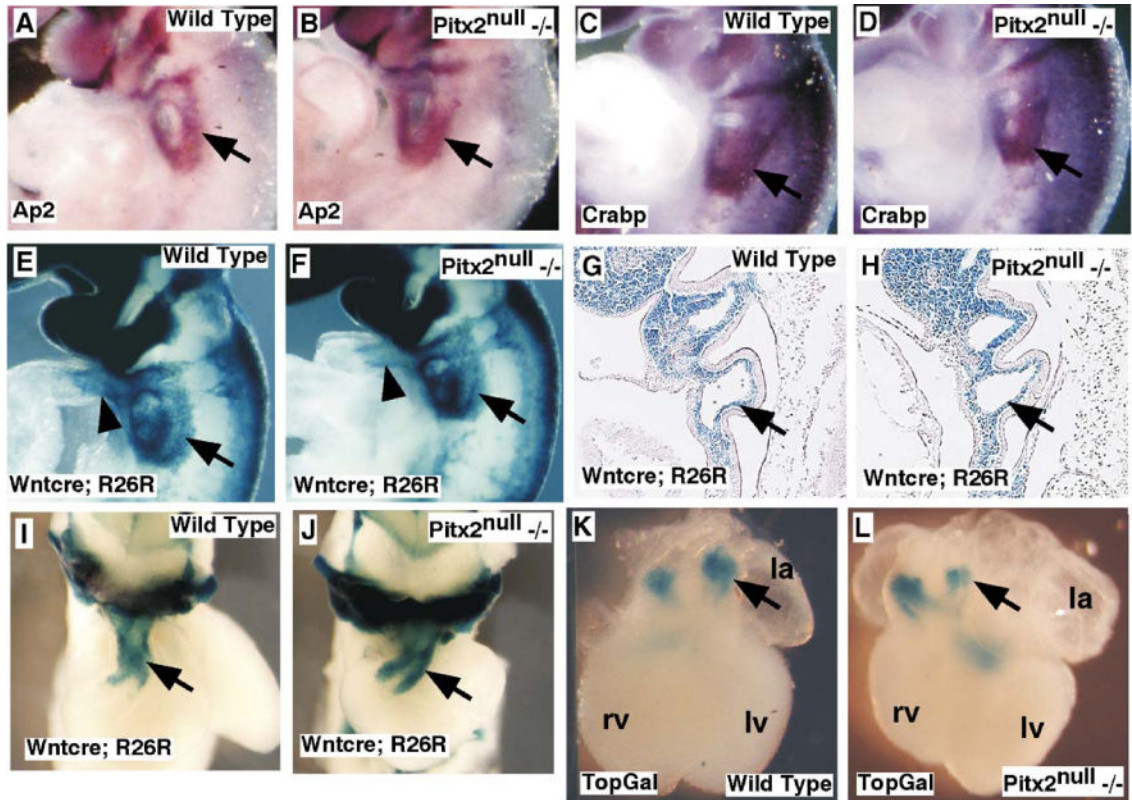 A
Wild Type
Ap2
B
Pitx2null -/-
Ap2
C
Wild Type
Crabp
D
Pitx2null -/-
Crabp
E
Wild Type
Wntcre; R26R
F
Pitx2null -/-
Wntcre; R26R
G
Wild Type
Wntcre; R26R
H
Pitx2null -/-
Wntcre; R26R
I
Wild Type
Wntcre; R26R
J
Pitx2null -/-
Wntcre; R26R
K
la
rv
lv
TopGal
Wild Type
L
la
rv
lv
TopGal
Pitx2null -/-